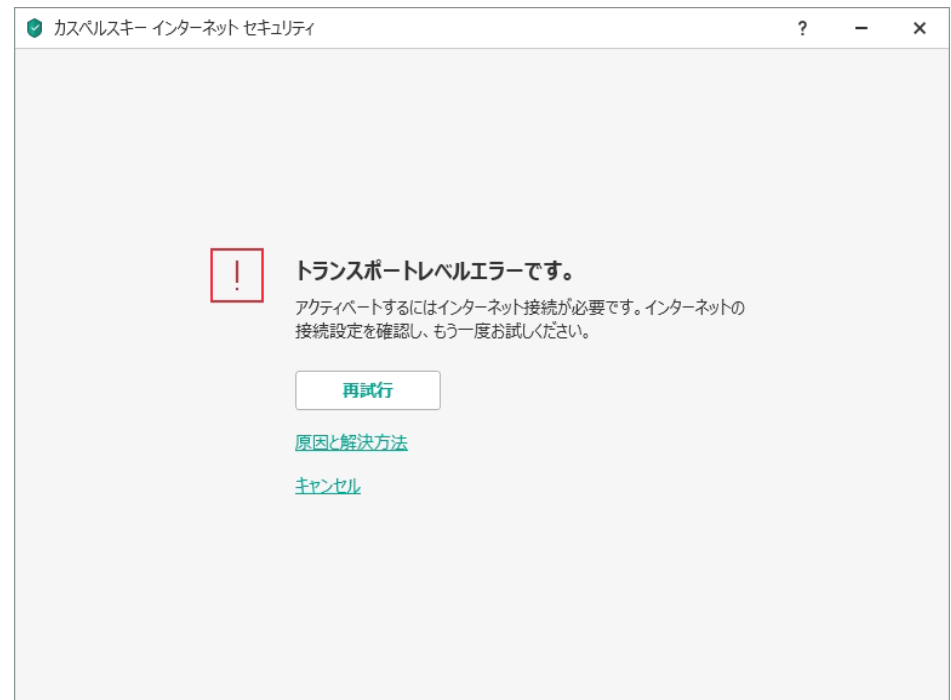 カスペルスキー インターネット セキュリティ
? − ×
!
トランスポートレベルエラーです。
アクティベートするにはインターネット接続が必要です。インターネットの
接続設定を確認し、もう一度お試しください。
再試行
原因と解決方法
キャンセル